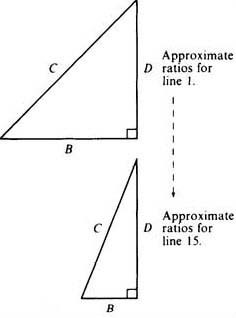 C
D
Approximate
ratios for
line 1.
B
C
D
Approximate
ratios for
line 15.
B